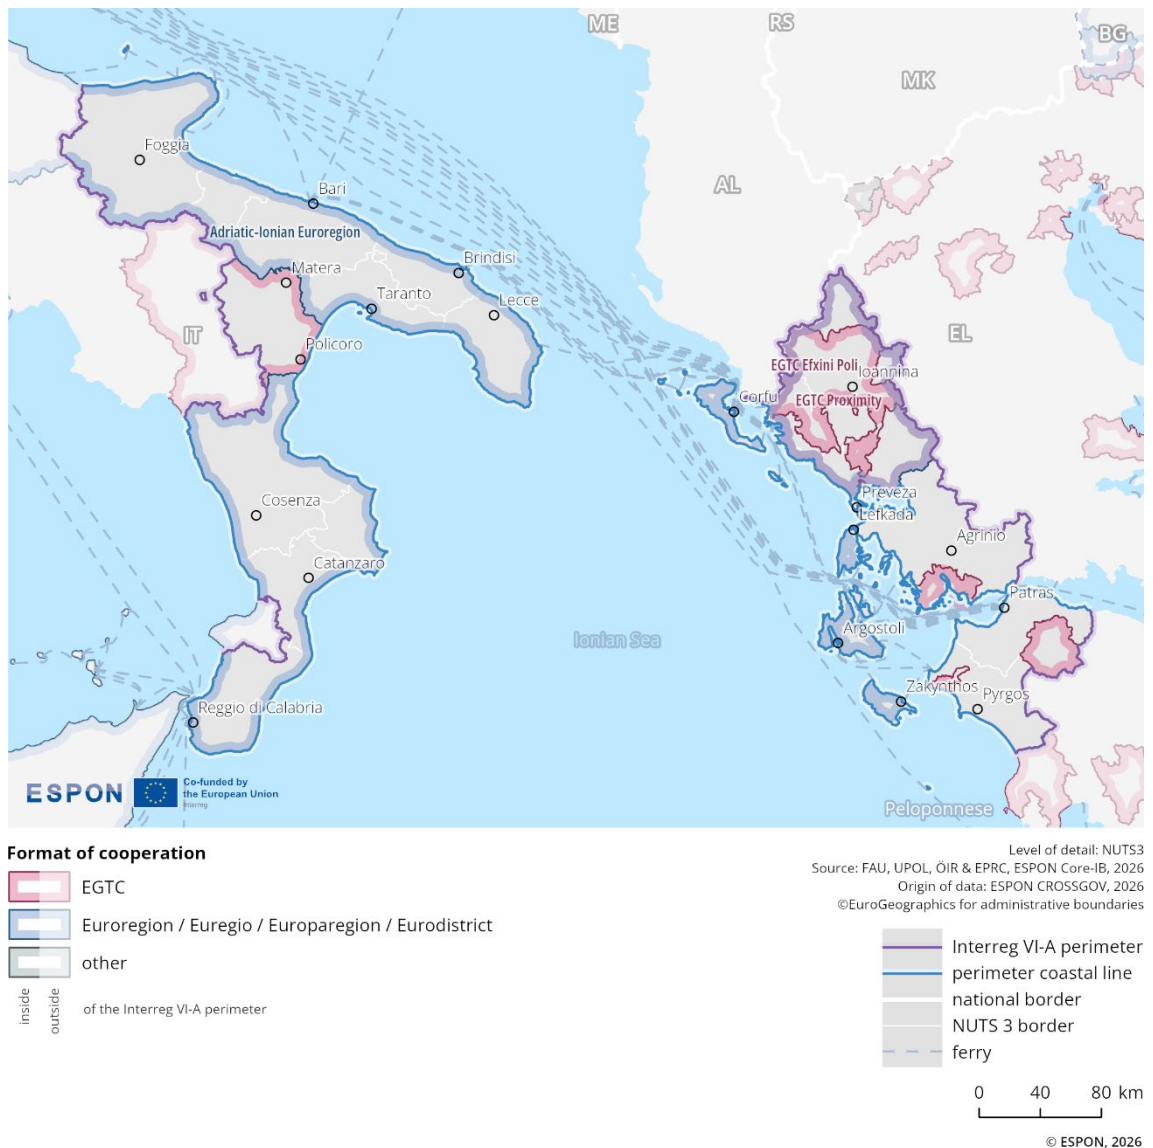 ME
RS
BG
MK
Foggia
AL
Bari
Adriatic-Ionian Euroregion
Brindisi
Matera
Taranto
Lecce
IT
EL
Policoro
EGTC Efxini Poli
Ioannina
Corfu
EGTC Proximity
Preveza
Lefkada
Cosenza
Agrinio
Catanzaro
Patras
Ionian Sea
Argostoli
Zakynthos
Pyrgos
Reggio di Calabria
ESPON
Co-funded by
the European Union
Interreg
Peloponnese
Format of cooperation
EGTC
Euroregion / Euregio / Europaregion / Eurodistrict
other
inside
outside
of the Interreg VI-A perimeter
Level of detail: NUTS3
Source: FAU, UPOL, ÖIR & EPRC, ESPON Core-IB, 2026
Origin of data: ESPON CROSSGOV, 2026
©EuroGeographics for administrative boundaries
Interreg VI-A perimeter
perimeter coastal line
national border
NUTS 3 border
ferry
0 40 80 km
© ESPON, 2026